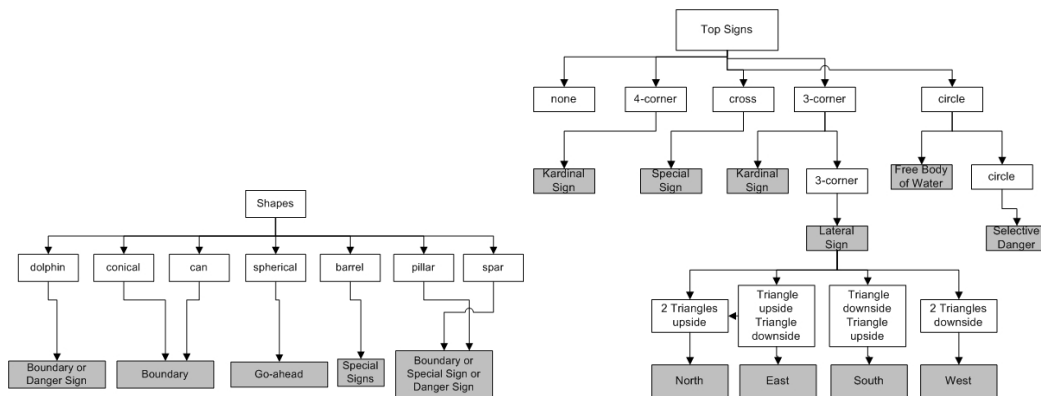 Top Signs
none
4-corner
cross
3-corner
circle
Kardinal
Sign
Special
Sign
Kardinal
Sign
3-corner
Free Body
of Water
circle
Lateral
Sign
Selective
Danger
2 Triangles
upside
Triangle
upside
Triangle
downside
Triangle
downside
Triangle
upside
2 Triangles
downside
North
East
South
West
Shapes
dolphin
conical
can
spherical
barrel
pillar
spar
Boundary or
Danger Sign
Boundary
Go-ahead
Special
Signs
Boundary or
Special Sign or
Danger Sign